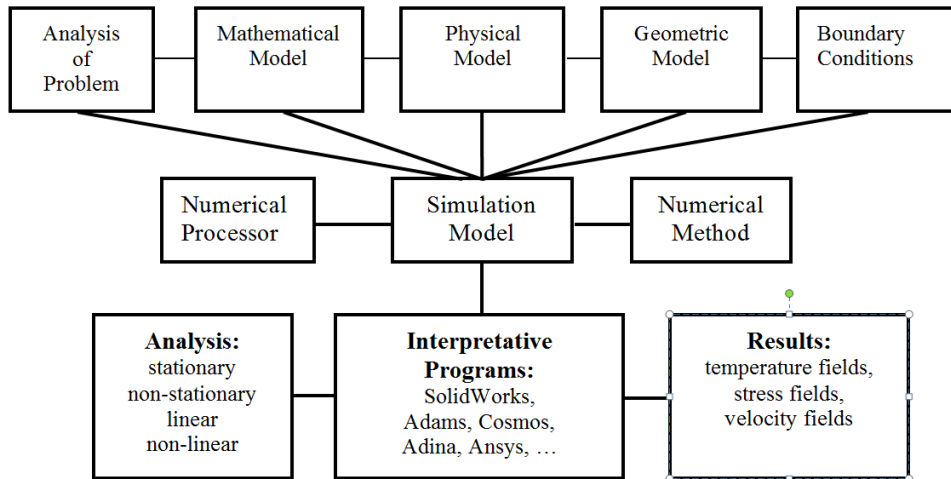 Analysis
of
Problem
Mathematical
Model
Physical
Model
Geometric
Model
Boundary
Conditions
Numerical
Processor
Simulation
Model
Numerical
Method
Analysis:
stationary
non-stationary
linear
non-linear
Interpretative
Programs:
SolidWorks,
Adams, Cosmos,
Adina, Ansys, …
Results:
temperature fields,
stress fields,
velocity fields